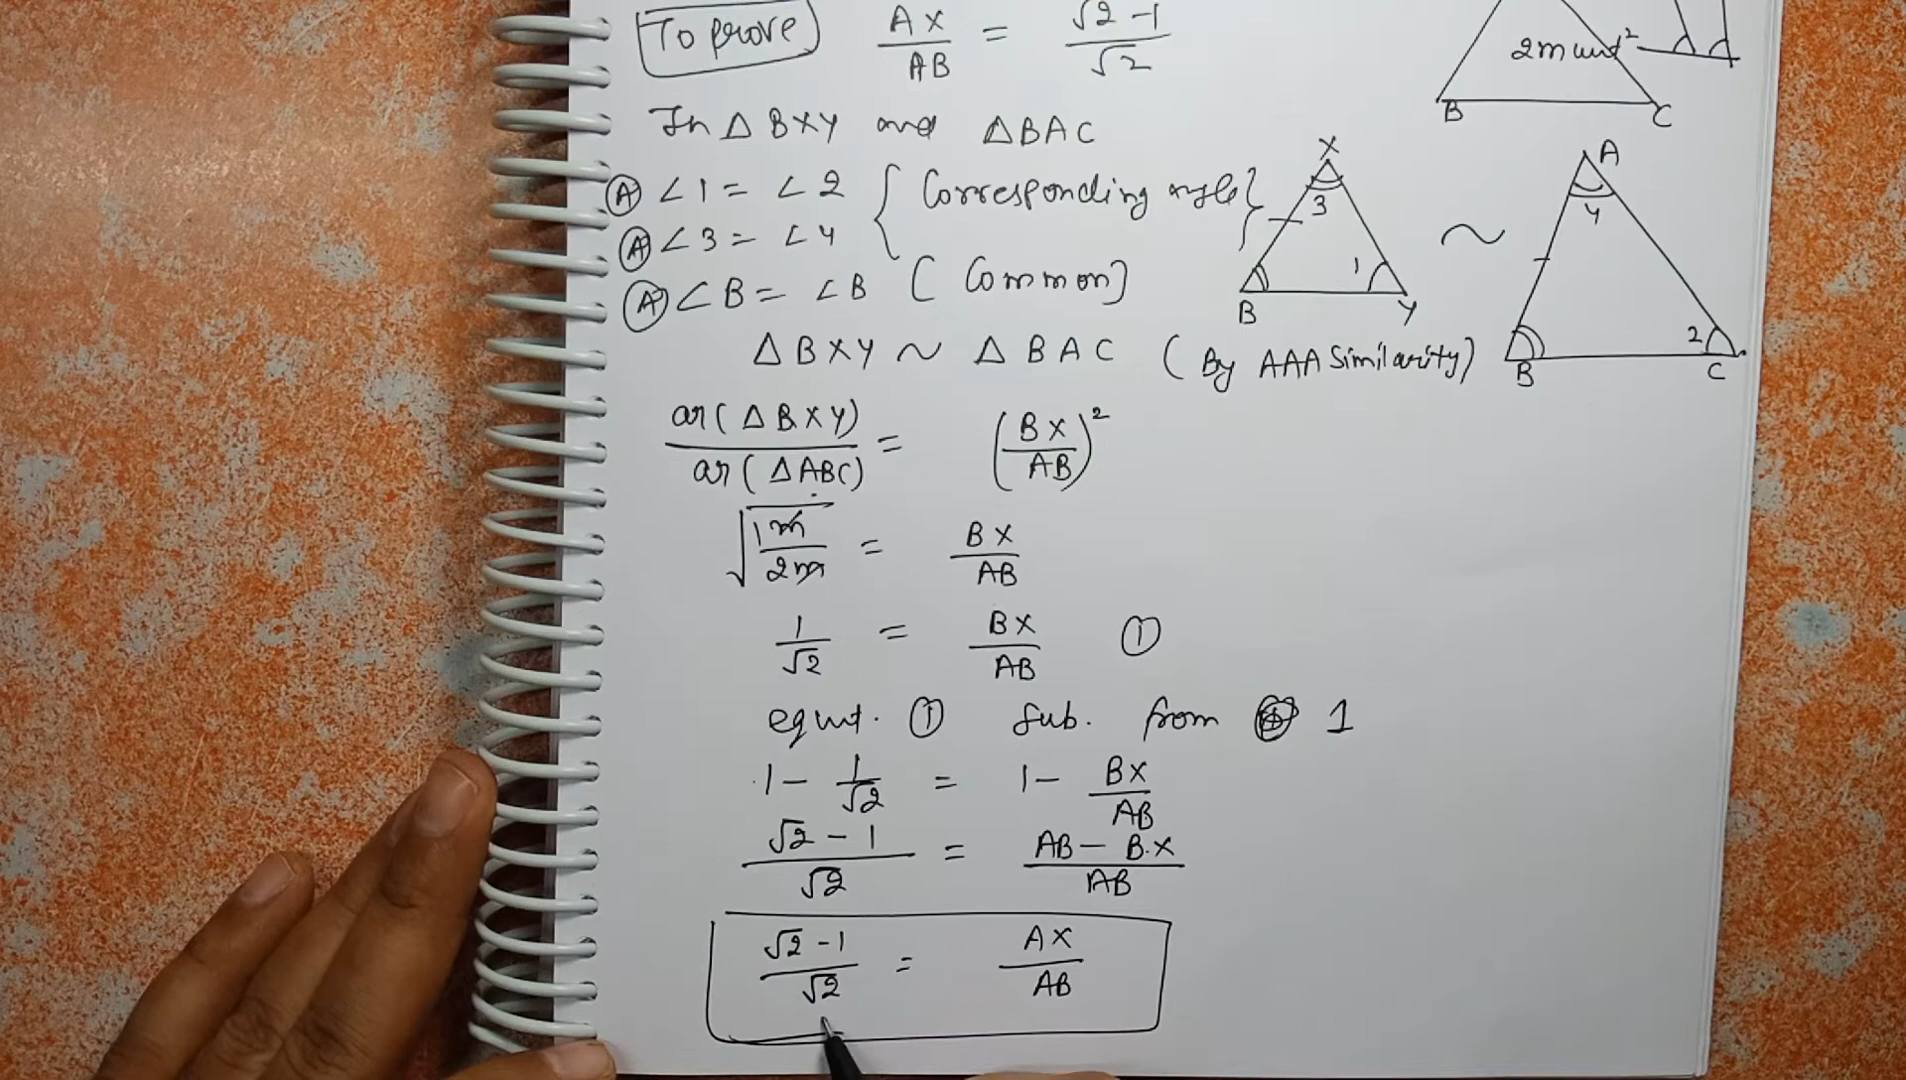 To prove AX/AB = √2 -1/√2
2m unit²
B C
In △ BXY and △BAC
Ⓐ ∠1 = ∠2 { Corresponding angle }
Ⓐ ∠3 = ∠4
Ⓐ ∠B = ∠B ( Common )
X 3 1 B Y
~
A 4 2 B C
△ BXY ~ △ BAC ( By AAA Similarity )
ar( △ BXY)/ar( △ABC) = (BX/AB)²
√1m/2m = BX/AB
1/√2 = BX/AB ①
equat. ① Sub. from 1
1 - 1/√2 = 1 - BX/AB
√2 - 1/√2 = AB - B.X/AB
√2 -1/√2 = AX/AB